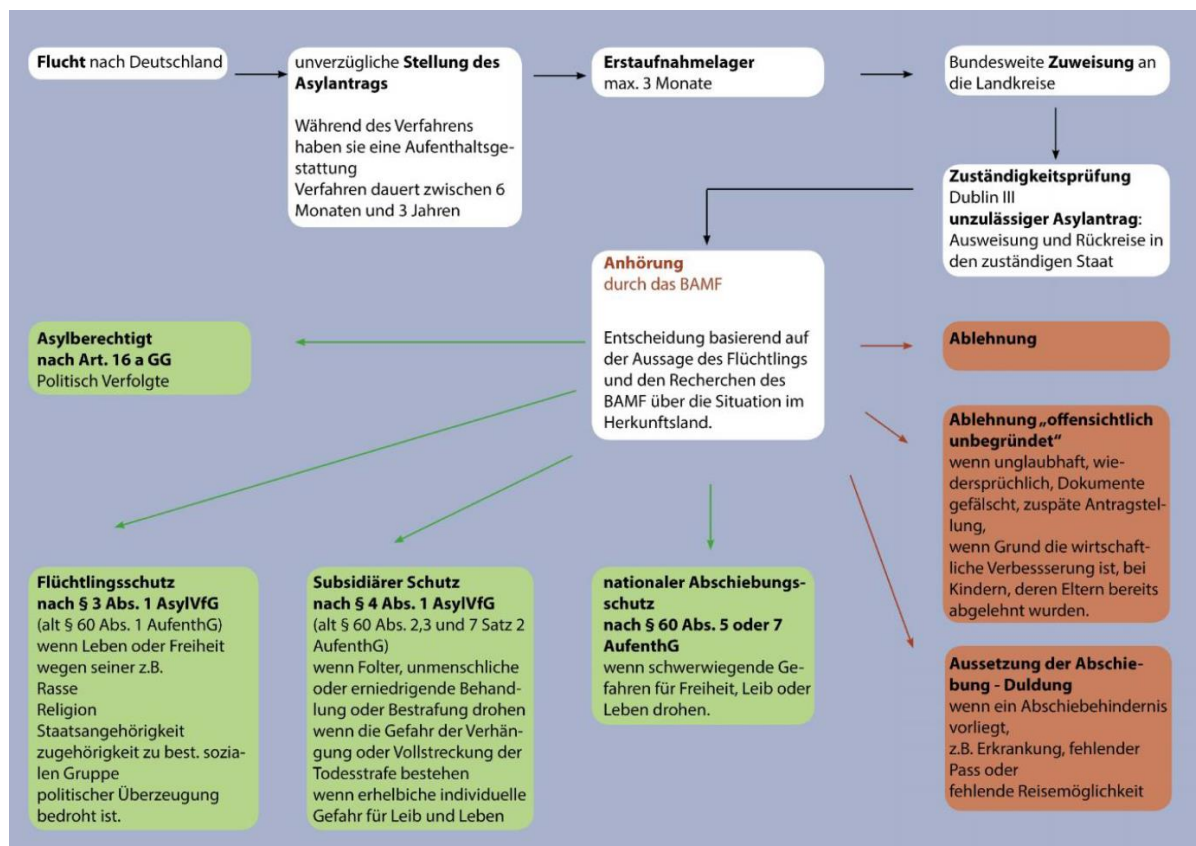 Flucht nach Deutschland
unverzügliche Stellung des
Asylantrags
Während des Verfahrens
haben sie eine Aufenthaltsge-
stattung
Verfahren dauert zwischen 6
Monaten und 3 Jahren
Erstaufnahmelager
max. 3 Monate
Bundesweite Zuweisung an
die Landkreise
Zuständigkeitsprüfung
Dublin III
unzulässiger Asylantrag:
Ausweisung und Rückreise in
den zuständigen Staat
Anhörung
durch das BAMF
Entscheidung basierend auf
der Aussage des Flüchtlings
und den Recherchen des
BAMF über die Situation im
Herkunftsland.
Asylberechtigt
nach Art. 16 a GG
Politisch Verfolgte
Ablehnung
Ablehnung „offensichtlich
unbegründet“
wenn unglaubhaft, wie-
dersprüchlich, Dokumente
gefälscht, zuspäte Antragstel-
lung,
wenn Grund die wirtschaft-
liche Verbessserung ist, bei
Kindern, deren Eltern bereits
abgelehnt wurden.
Flüchtlingsschutz
nach § 3 Abs. 1 AsylVfG
(alt § 60 Abs. 1 AufenthG)
wenn Leben oder Freiheit
wegen seiner z.B.
Rasse
Religion
Staatsangehörigkeit
zugehörigkeit zu best. sozia-
len Gruppe
politischer Überzeugung
bedroht ist.
Subsidiärer Schutz
nach § 4 Abs. 1 AsylVfG
(alt § 60 Abs. 2,3 und 7 Satz 2
AufenthG)
wenn Folter, unmenschliche
oder erniedrigende Behand-
lung oder Bestrafung drohen
wenn die Gefahr der Verhän-
gung oder Vollstreckung der
Todesstrafe bestehen
wenn erhelbiche individuelle
Gefahr für Leib und Leben
nationaler Abschiebungs-
schutz
nach § 60 Abs. 5 oder 7
AufenthG
wenn schwerwiegende Ge-
fahren für Freiheit, Leib oder
Leben drohen.
Aussetzung der Abschie-
bung - Duldung
wenn ein Abschiebehindernis
vorliegt,
z.B. Erkrankung, fehlender
Pass oder
fehlende Reisemöglichkeit